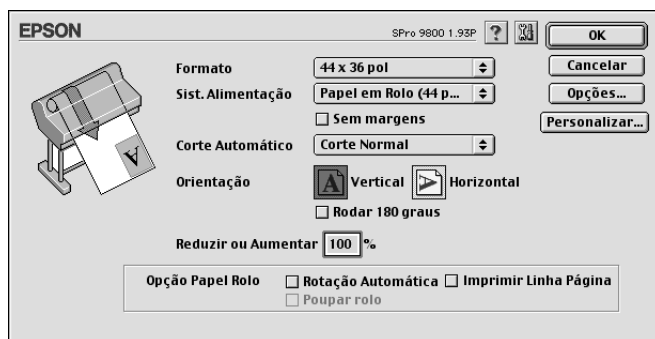 EPSON SPro 9800 1.93P ? OK
Formato 44 x 36 pol Cancelar
Sist. Alimentação Papel em Rolo (44 p... Opções...
Sem margens Personalizar...
Corte Automático Corte Normal
Orientação A Vertical A Horizontal
Rodar 180 graus
Reduzir ou Aumentar 100 %
Opção Papel Rolo Rotação Automática Imprimir Linha Página
Poupar rolo
A